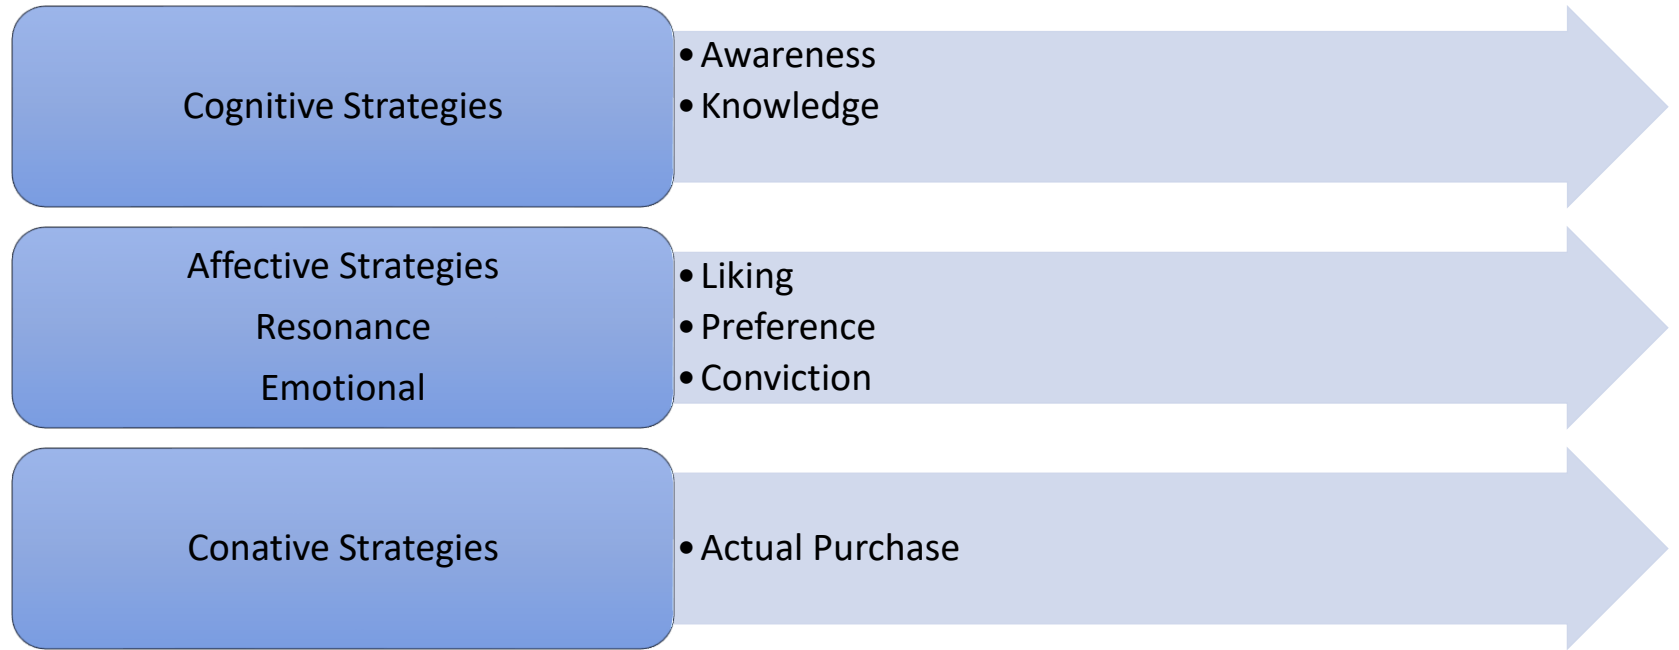 Cognitive Strategies
• Awareness
• Knowledge
Affective Strategies
Resonance
Emotional
• Liking
• Preference
• Conviction
Conative Strategies
• Actual Purchase